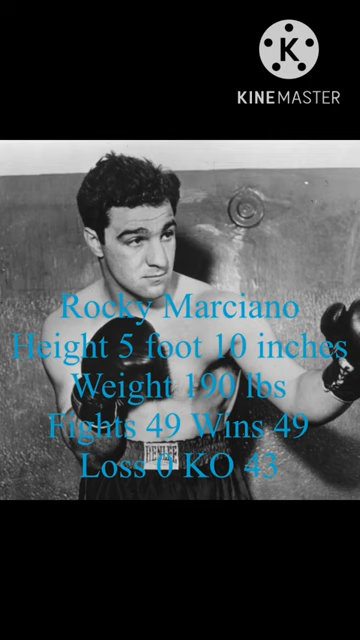 K
KINEMASTER
Rocky Marciano
Height 5 foot 10 inches
Weight 190 lbs
Fights 49 Wins 49
Loss 0 KO 43
BENLEE